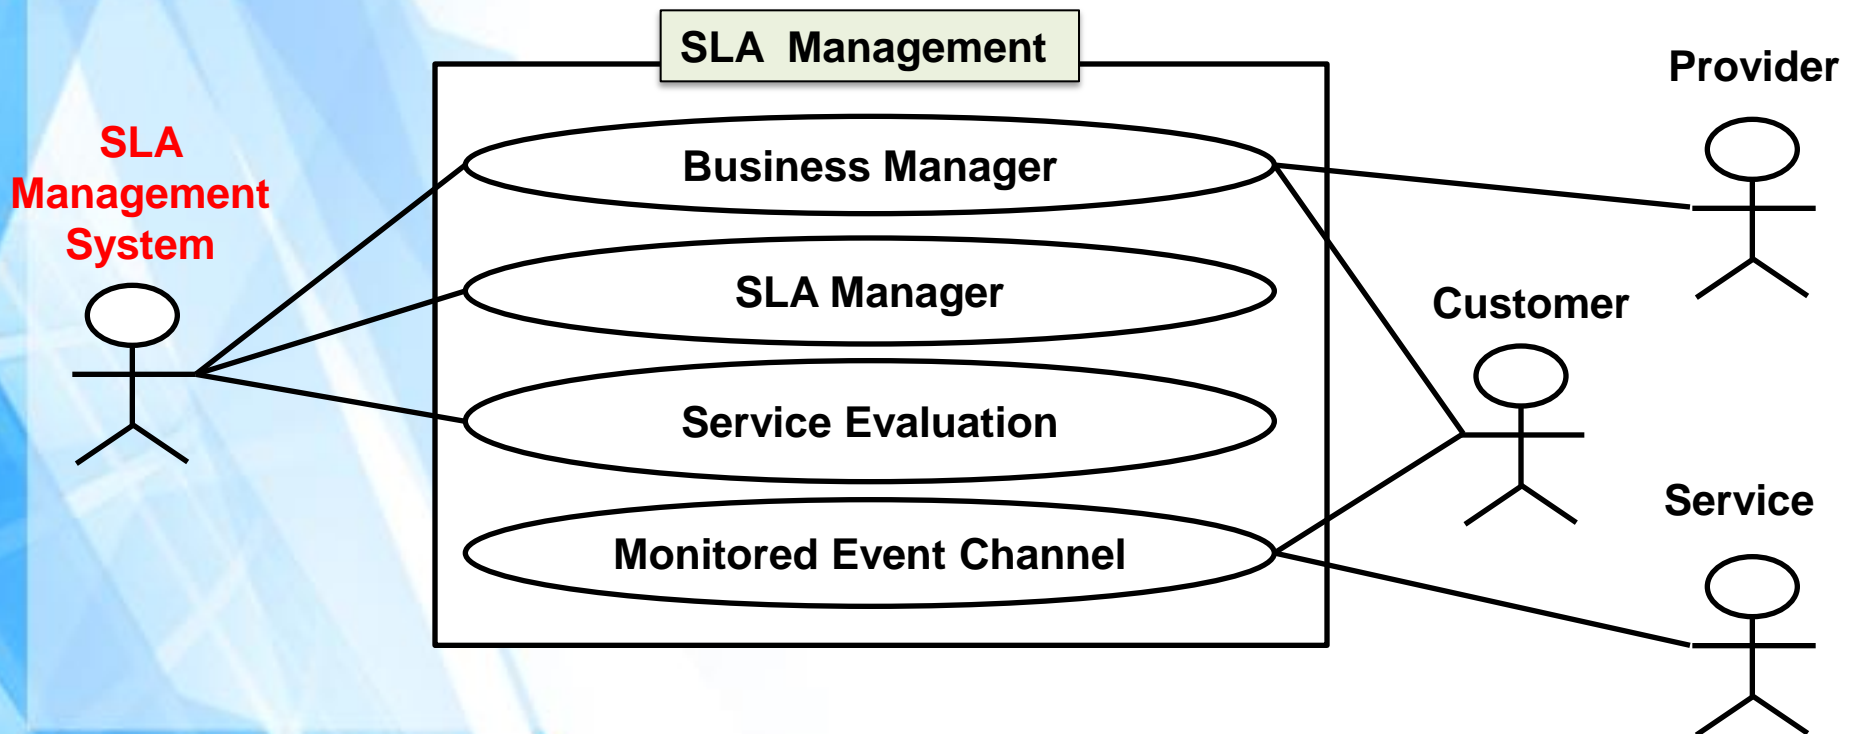 SLA  Management
Provider
SLA
Management
System
Business Manager
SLA Manager
Customer
Service Evaluation
Service
Monitored Event Channel